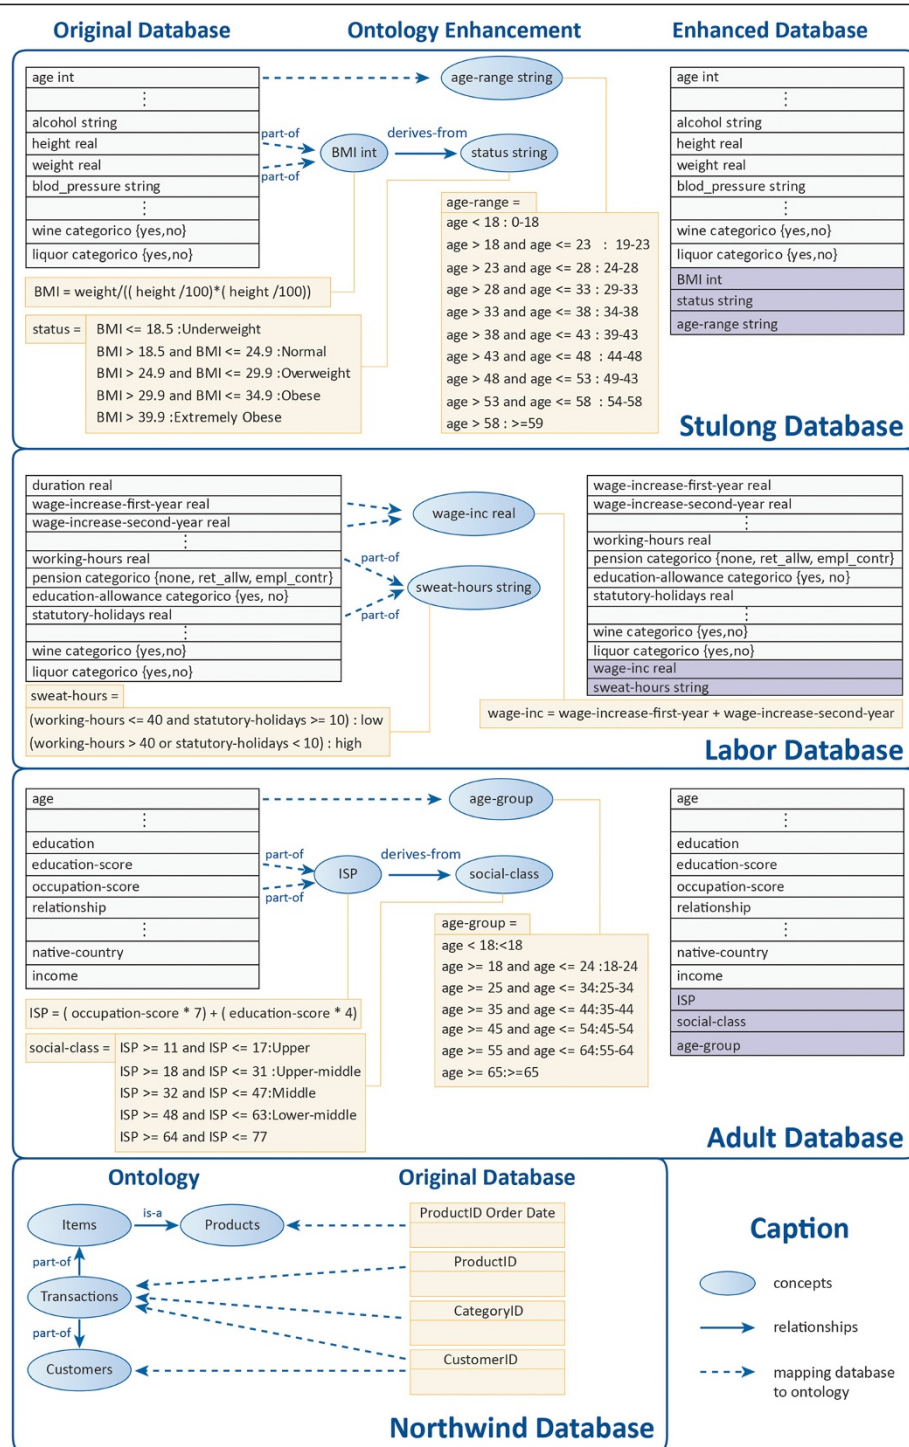 Original Database
Ontology Enhancement
Enhanced Database
age int
⋮
alcohol string
height real
weight real
blod_pressure string
⋮
wine categorico {yes,no}
liquor categorico {yes,no}
age-range string
part-of
part-of
BMI int
derives-from
status string
BMI = weight/(( height /100)*( height /100))
status =
BMI <= 18.5 :Underweight
BMI > 18.5 and BMI <= 24.9 :Normal
BMI > 24.9 and BMI <= 29.9 :Overweight
BMI > 29.9 and BMI <= 34.9 :Obese
BMI > 39.9 :Extremely Obese
age-range =
age < 18 : 0-18
age > 18 and age <= 23 : 19-23
age > 23 and age <= 28 : 24-28
age > 28 and age <= 33 : 29-33
age > 33 and age <= 38 : 34-38
age > 38 and age <= 43 : 39-43
age > 43 and age <= 48 : 44-48
age > 48 and age <= 53 : 49-43
age > 53 and age <= 58 : 54-58
age > 58 : >=59
age int
⋮
alcohol string
height real
weight real
blod_pressure string
⋮
wine categorico {yes,no}
liquor categorico {yes,no}
BMI int
status string
age-range string
Stulong Database
duration real
wage-increase-first-year real
wage-increase-second-year real
⋮
working-hours real
pension categorico {none, ret_allw, empl_contr}
education-allowance categorico {yes, no}
statutory-holidays real
⋮
wine categorico {yes,no}
liquor categorico {yes,no}
wage-inc real
part-of
sweat-hours string
part-of
sweat-hours =
(working-hours <= 40 and statutory-holidays >= 10) : low
(working-hours > 40 or statutory-holidays < 10) : high
wage-increase-first-year real
wage-increase-second-year real
⋮
working-hours real
pension categorico {none, ret_allw, empl_contr}
education-allowance categorico {yes, no}
statutory-holidays real
⋮
wine categorico {yes,no}
liquor categorico {yes,no}
wage-inc real
sweat-hours string
wage-inc = wage-increase-first-year + wage-increase-second-year
Labor Database
age
⋮
education
education-score
occupation-score
relationship
⋮
native-country
income
age-group
part-of
part-of
ISP
derives-from
social-class
ISP = ( occupation-score * 7) + ( education-score * 4)
social-class =
ISP >= 11 and ISP <= 17:Upper
ISP >= 18 and ISP <= 31 :Upper-middle
ISP >= 32 and ISP <= 47:Middle
ISP >= 48 and ISP <= 63:Lower-middle
ISP >= 64 and ISP <= 77
age-group =
age < 18:<18
age >= 18 and age <= 24 :18-24
age >= 25 and age <= 34:25-34
age >= 35 and age <= 44:35-44
age >= 45 and age <= 54:45-54
age >= 55 and age <= 64:55-64
age >= 65:>=65
age
⋮
education
education-score
occupation-score
relationship
⋮
native-country
income
ISP
social-class
age-group
Adult Database
Ontology
Original Database
Items
is-a
Products
part-of
Transactions
part-of
Customers
ProductID Order Date
ProductID
CategoryID
CustomerID
Northwind Database
Caption
concepts
relationships
mapping database
to ontology